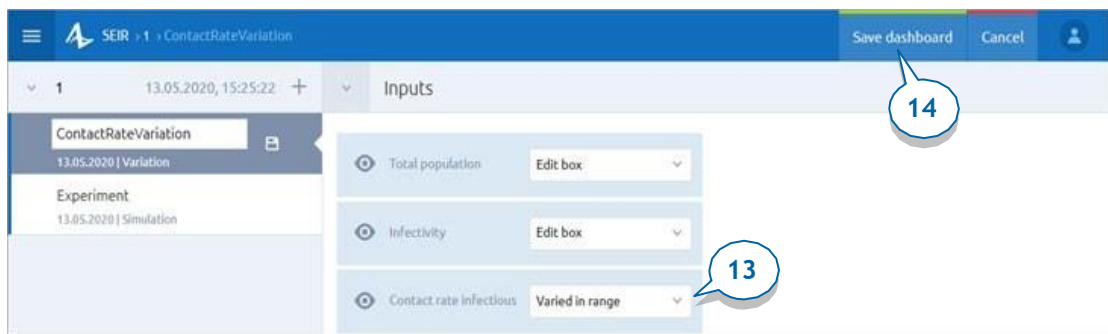 SEIR › 1 › ContactRateVariation
Save dashboard
Cancel
1
13.05.2020, 15:25:22
Inputs
14
ContactRateVariation
13.05.2020 | Variation
Experiment
13.05.2020 | Simulation
Total population
Edit box
Infectivity
Edit box
13
Contact rate infectious
Varied in range